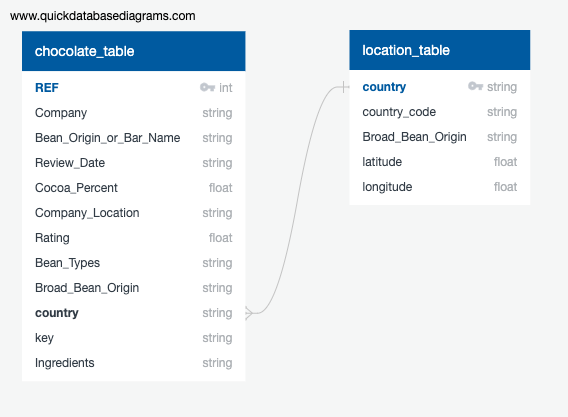 www.quickdatabasediagrams.com
chocolate_table
REF int
Company string
Bean_Origin_or_Bar_Name string
Review_Date string
Cocoa_Percent float
Company_Location string
Rating float
Bean_Types string
Broad_Bean_Origin string
country string
key string
Ingredients string
location_table
country string
country_code string
Broad_Bean_Origin string
latitude float
longitude float